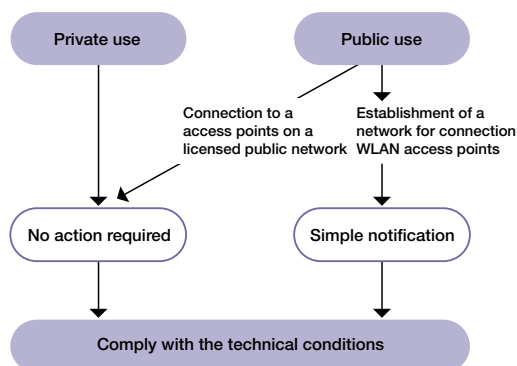 Private use
Public use
Connection to a
access points on a
licensed public network
Establishment of a
network for connection
WLAN access points
No action required
Simple notification
Comply with the technical conditions